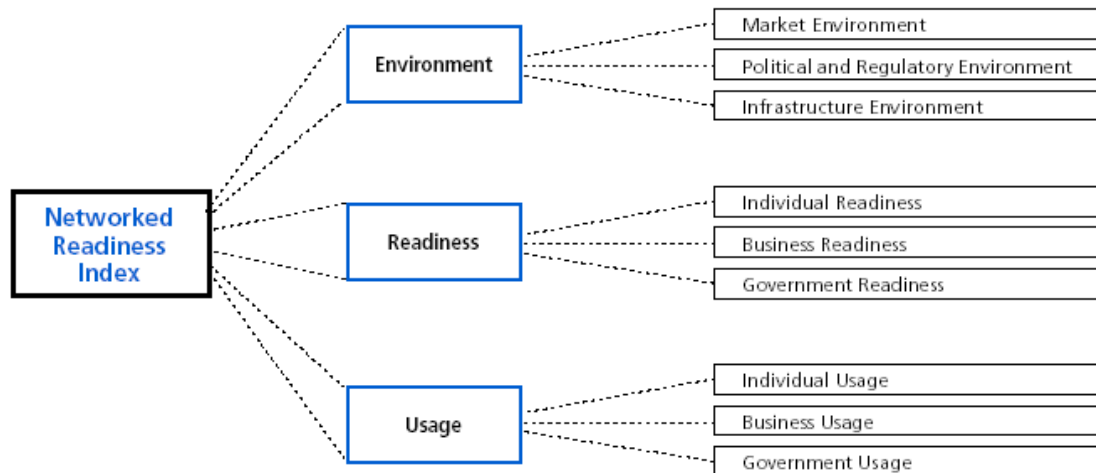 Networked
Readiness
Index
Environment
Market Environment
Political and Regulatory Environment
Infrastructure Environment
Readiness
Individual Readiness
Business Readiness
Government Readiness
Usage
Individual Usage
Business Usage
Government Usage